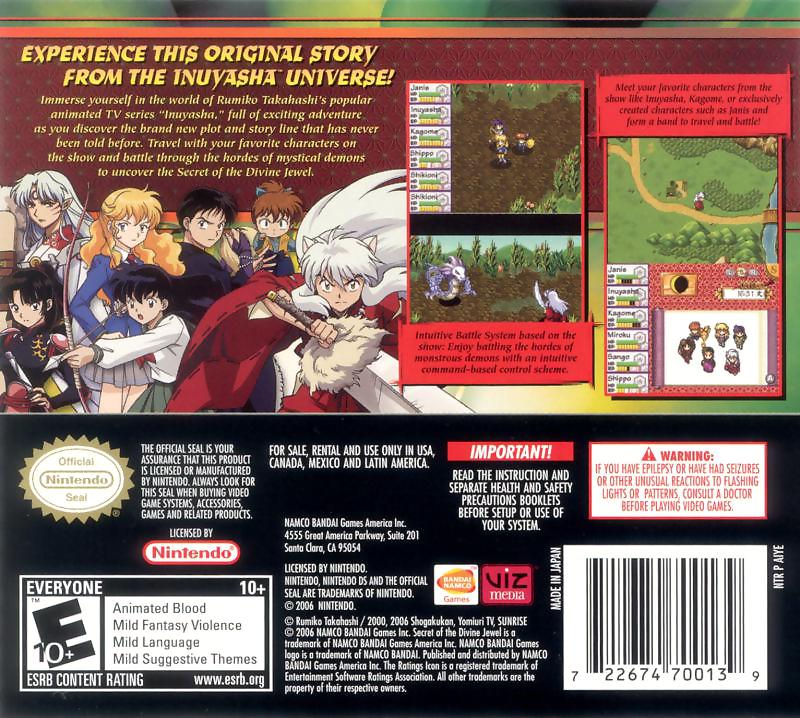 EXPERIENCE THIS ORIGINAL STORY
FROM THE INUYASHA™ UNIVERSE!
Immerse yourself in the world of Rumiko Takahashi's popular
animated TV series "Inuyasha," full of exciting adventure
as you discover the brand new plot and story line that has never
been told before. Travel with your favorite characters on
the show and battle through the hordes of mystical demons
to uncover the Secret of the Divine Jewel.
Janis
Inuyasha
Kagome
Shippo
Shikioni
Shikioni
Intuitive Battle System based on the
show: Enjoy battling the hordes of
monstrous demons with an intuitive
command-based control scheme.
Meet your favorite characters from the
show like Inuyasha, Kagome, or exclusively
created characters such as Janis and
form a band to travel and battle!
Janis
Inuyasha
Kagome
Miroku
Sango
Shippo
Official
Nintendo
Seal
®
THE OFFICIAL SEAL IS YOUR
ASSURANCE THAT THIS PRODUCT
IS LICENSED OR MANUFACTURED
BY NINTENDO. ALWAYS LOOK FOR
THIS SEAL WHEN BUYING VIDEO
GAME SYSTEMS, ACCESSORIES,
GAMES AND RELATED PRODUCTS.
LICENSED BY
Nintendo®
FOR SALE, RENTAL AND USE ONLY IN USA,
CANADA, MEXICO AND LATIN AMERICA.
IMPORTANT!
READ THE INSTRUCTION AND
SEPARATE HEALTH AND SAFETY
PRECAUTIONS BOOKLETS
BEFORE SETUP OR USE OF
YOUR SYSTEM.
WARNING:
IF YOU HAVE EPILEPSY OR HAVE HAD SEIZURES
OR OTHER UNUSUAL REACTIONS TO FLASHING
LIGHTS OR PATTERNS, CONSULT A DOCTOR
BEFORE PLAYING VIDEO GAMES.
NAMCO BANDAI Games America Inc.
4555 Great America Parkway, Suite 201
Santa Clara, CA 95054
LICENSED BY NINTENDO.
NINTENDO, NINTENDO DS AND THE OFFICIAL
SEAL ARE TRADEMARKS OF NINTENDO.
© 2006 NINTENDO.
BANDAI
NAMCO
Games
VIZ
MEDIA
© Rumiko Takahashi / 2000, 2006 Shogakukan, Yomiuri TV, SUNRISE
© 2006 NAMCO BANDAI Games Inc. Secret of the Divine Jewel is a
trademark of NAMCO BANDAI Games America Inc. NAMCO BANDAI Games
logo is a trademark of NAMCO BANDAI. Published and distributed by NAMCO
BANDAI Games America Inc. The Ratings Icon is a registered trademark of
Entertainment Software Ratings Association. All other trademarks are the
property of their respective owners.
EVERYONE 10+
™
E
10+
Animated Blood
Mild Fantasy Violence
Mild Language
Mild Suggestive Themes
ESRB CONTENT RATING www.esrb.org
MADE IN JAPAN
NTR P AIYE
7 22674 70013 9